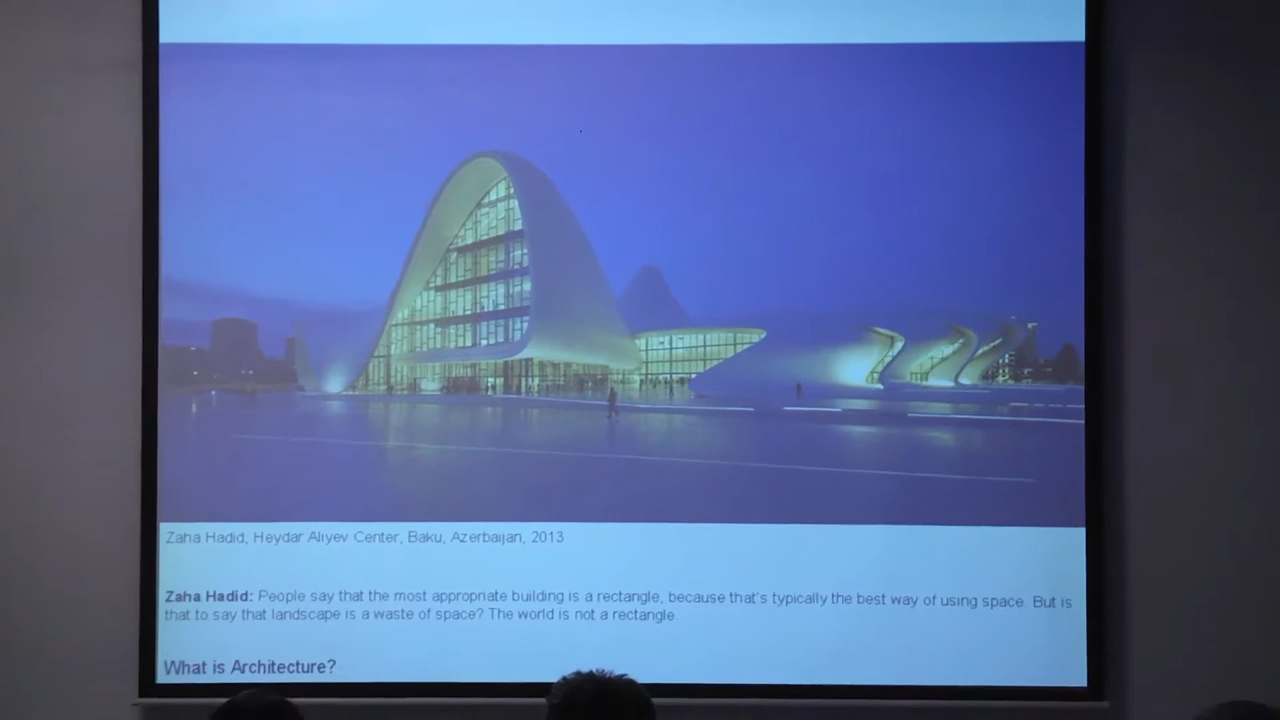 Zaha Hadid, Heydar Aliyev Center, Baku, Azerbaijan, 2013
Zaha Hadid: People say that the most appropriate building is a rectangle, because that's typically the best way of using space. But is
that to say that landscape is a waste of space? The world is not a rectangle.
What is Architecture?